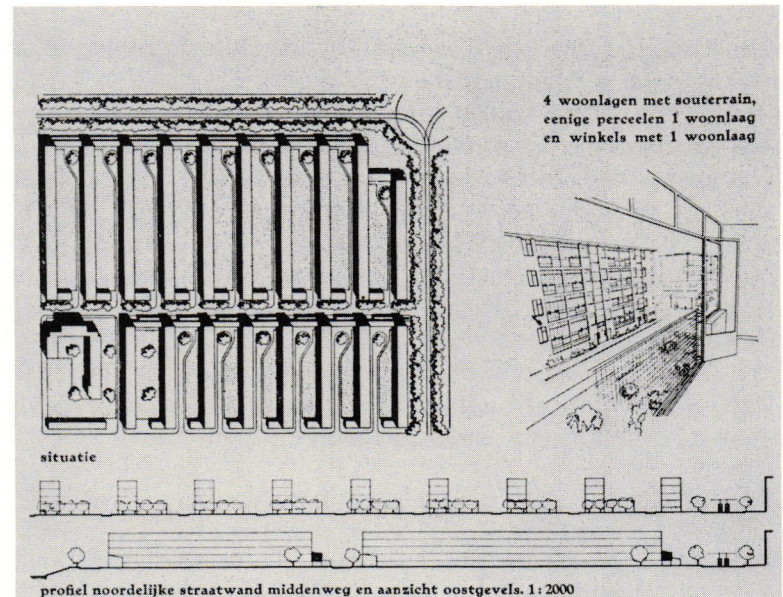 4 woonlagen met souterrain,
eenige perceelen 1 woonlaag
en winkels met 1 woonlaag
situatie
profiel noordelijke straatwand middenweg en aanzicht oostgevels. 1:2000